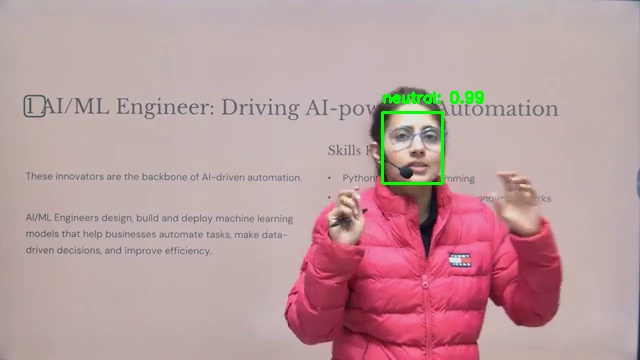 neutral: 0.99
1 AI/ML Engineer: Driving AI-pow Automation
Skills
These innovators are the backbone of AI-driven automation.
• Python mming
AI/ML Engineers design, build and deploy machine learning
models that help businesses automate tasks, make data-
driven decisions, and improve efficiency.
TOMMY